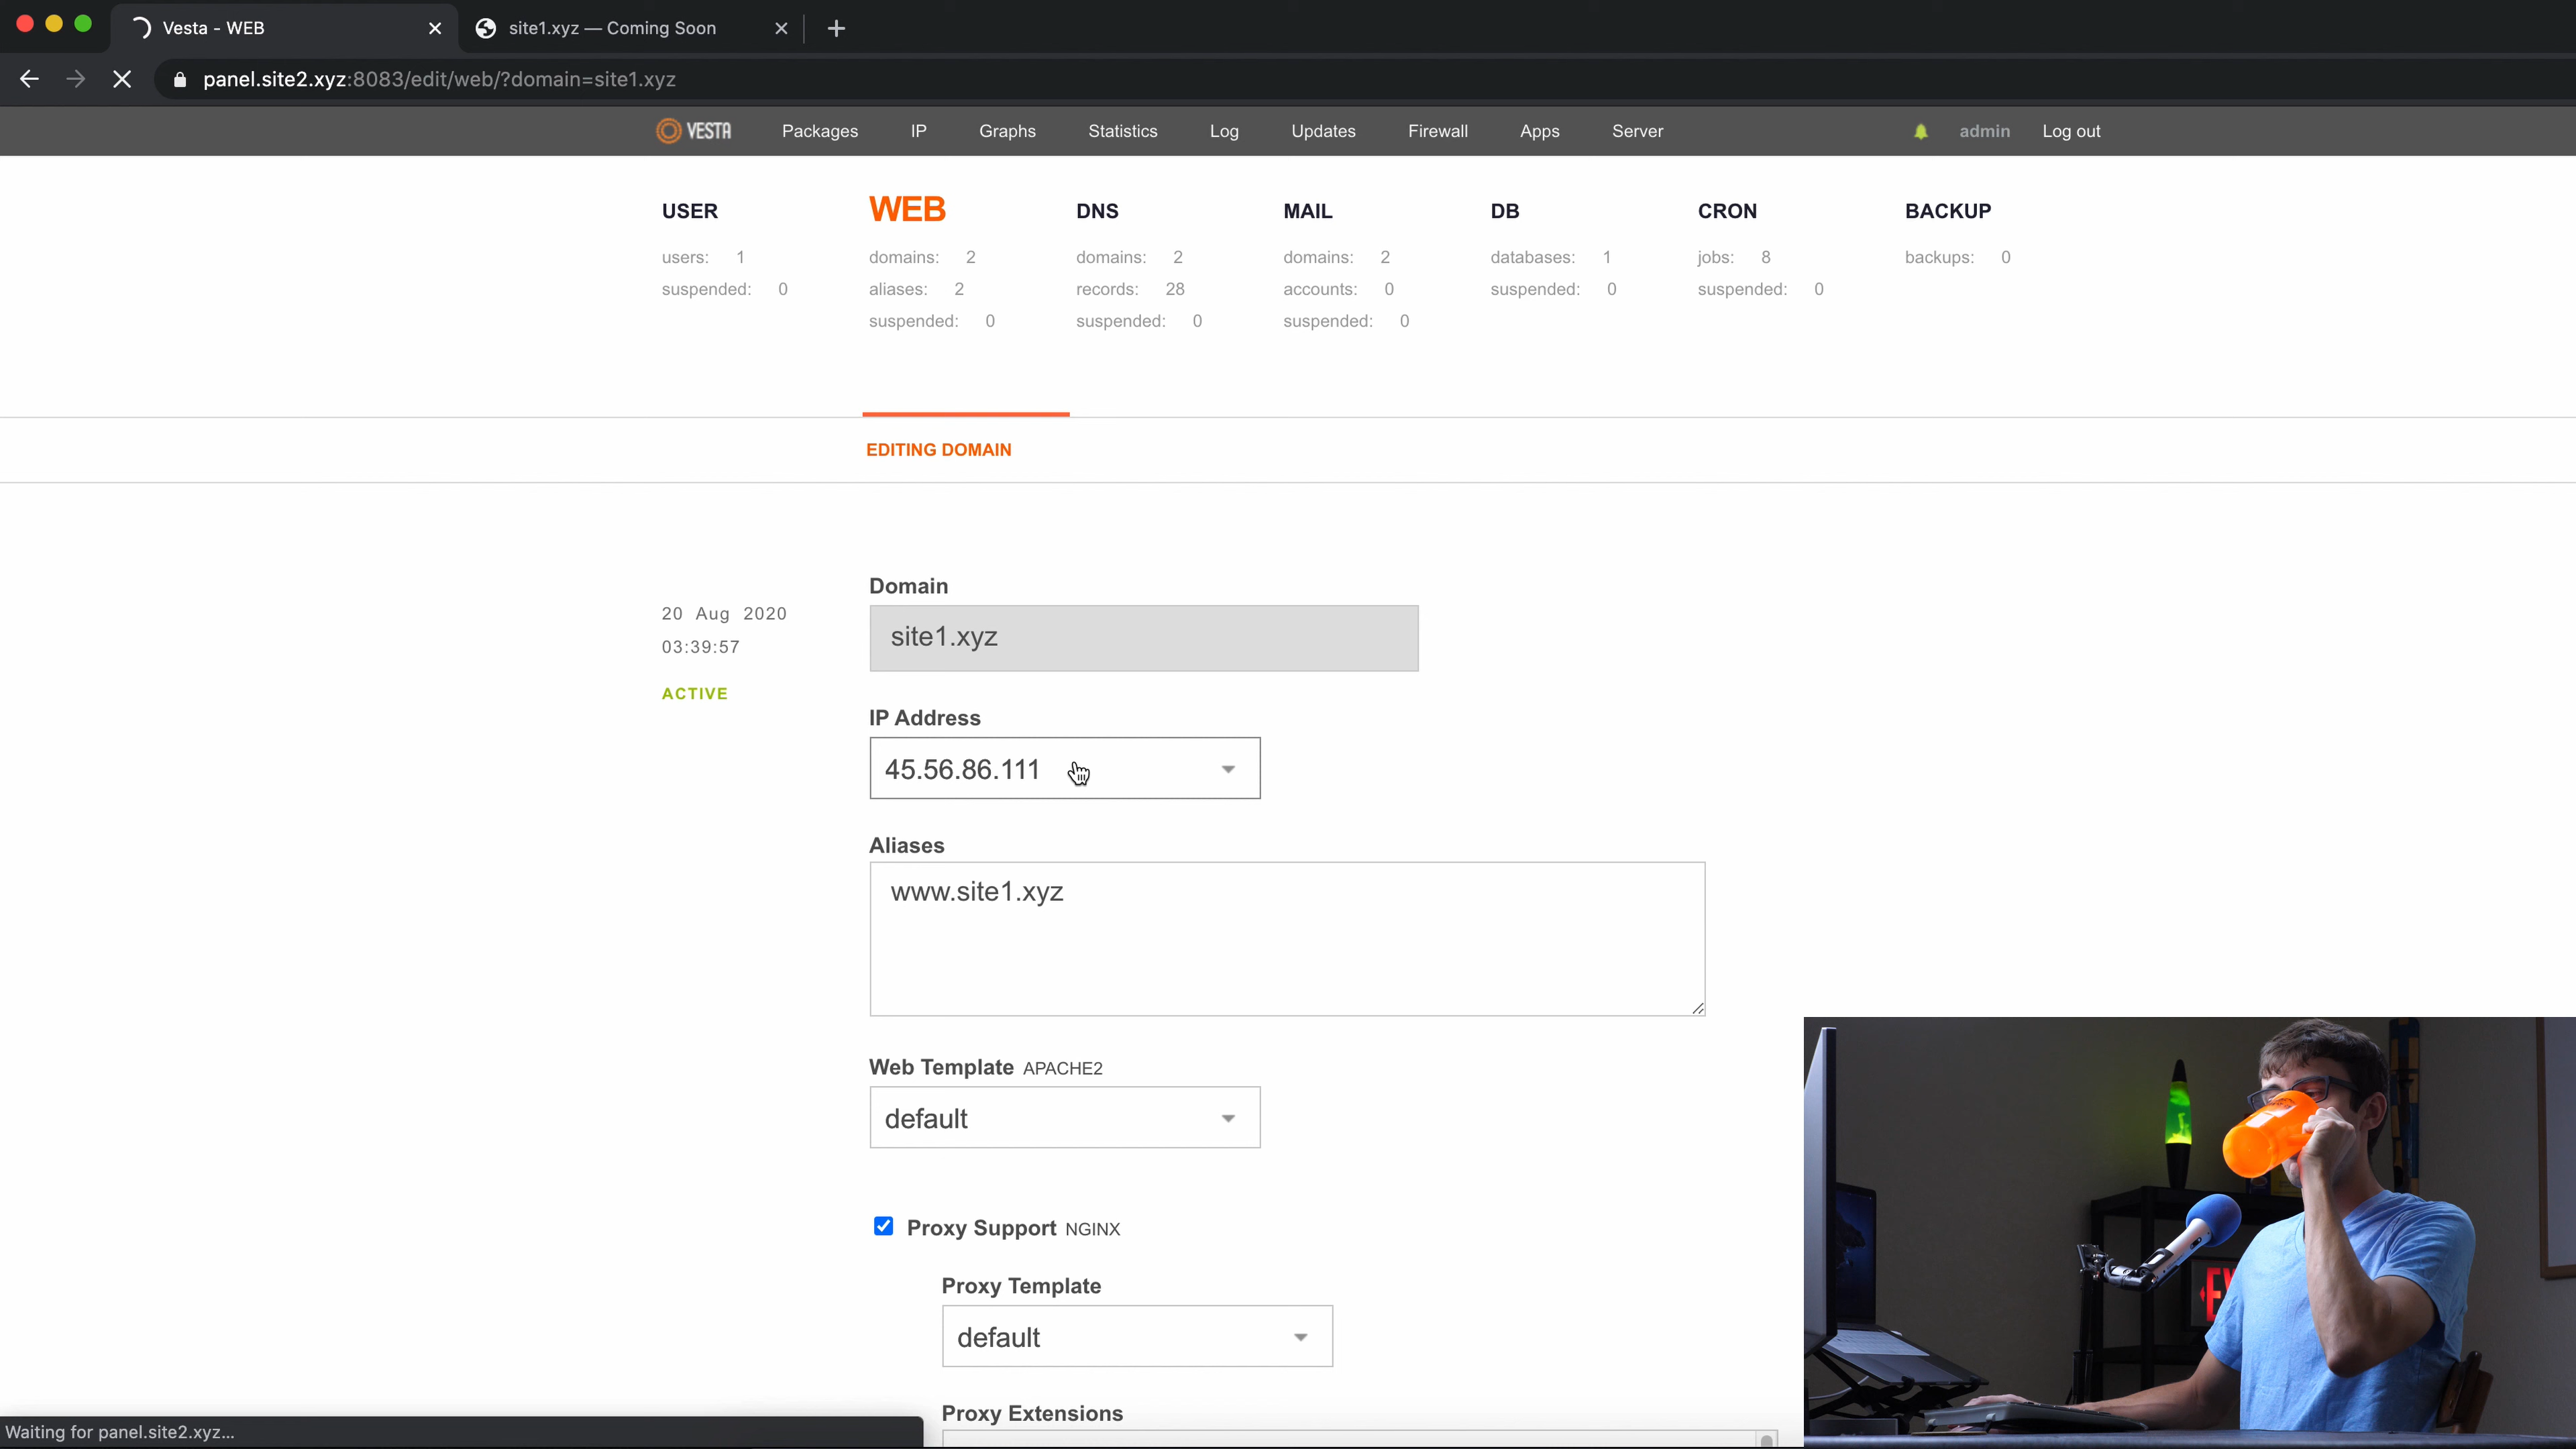 Vesta - WEB
site1.xyz — Coming Soon
panel.site2.xyz:8083/edit/web/?domain=site1.xyz
VESTA Packages IP Graphs Statistics Log Updates Firewall Apps Server admin Log out
USER WEB DNS MAIL DB CRON BACKUP
users: 1 domains: 2 domains: 2 domains: 2 databases: 1 jobs: 8 backups: 0
suspended: 0 aliases: 2 records: 28 accounts: 0 suspended: 0 suspended: 0
suspended: 0 suspended: 0 suspended: 0
EDITING DOMAIN
20 Aug 2020
03:39:57
ACTIVE
Domain
site1.xyz
IP Address
45.56.86.111
Aliases
www.site1.xyz
Web Template APACHE2
default
Proxy Support NGINX
Proxy Template
default
Proxy Extensions
Waiting for panel.site2.xyz...